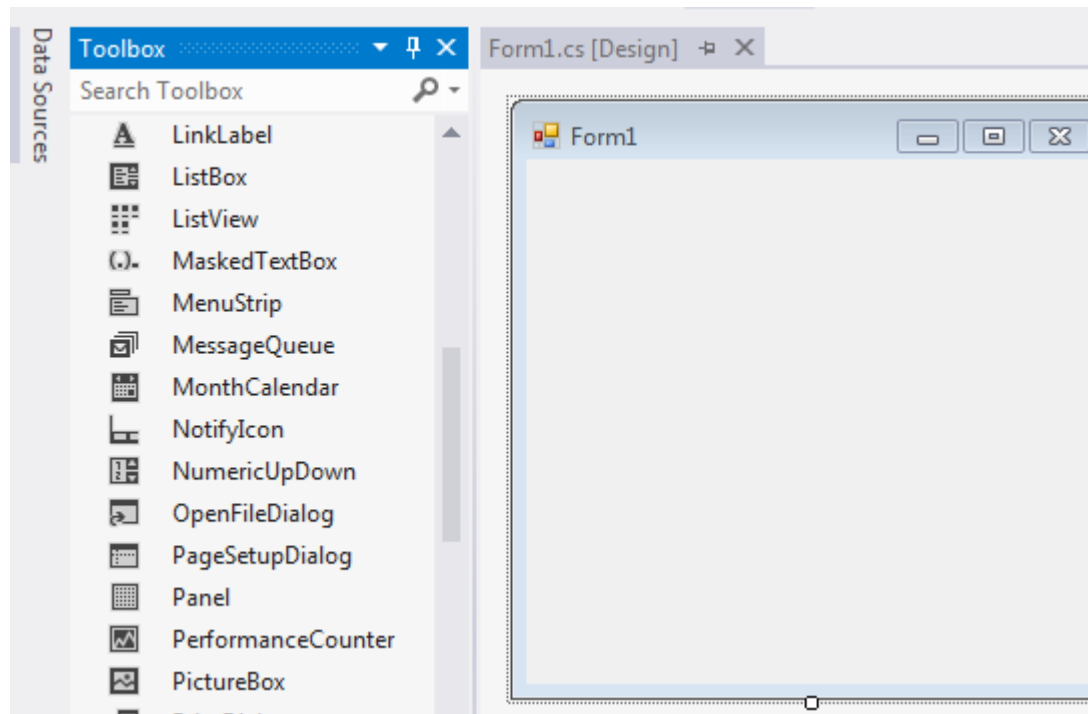 Data Sources
Toolbox
Search Toolbox
LinkLabel
ListBox
ListView
MaskedTextBox
MenuStrip
MessageQueue
MonthCalendar
NotifyIcon
NumericUpDown
OpenFileDialog
PageSetupDialog
Panel
PerformanceCounter
PictureBox
Form1.cs [Design]
Form1